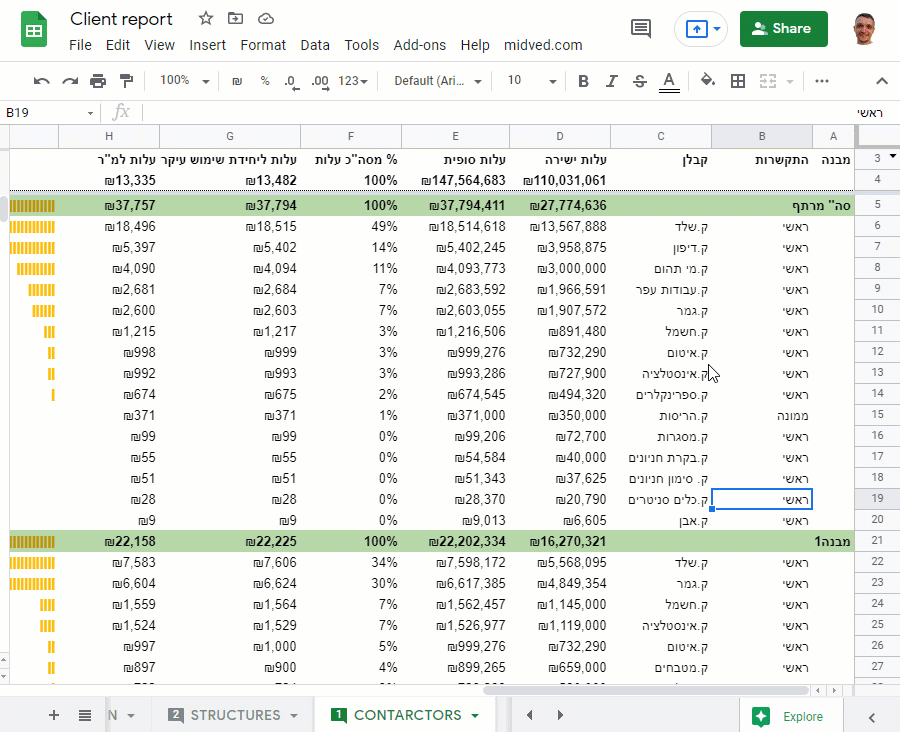 Client report
File Edit View Insert Format Data Tools Add-ons Help midved.com
Share
100% ₪ % .0 .00 123 Default (Ari... 10 B I S A
B19 fx ראשי
A B C D E F G H
3 מבנה התקשרות קבלן עלות ישירה עלות סופית % מסה"כ עלות עלות ליחידת שימוש עיקר עלות למ"ר
4 ₪110,031,061 ₪147,564,683 100% ₪13,482 ₪13,335
5 סה"כ מרתף ₪27,774,636 ₪37,794,411 100% ₪37,794 ₪37,757
6 ראשי ק.שלד ₪13,567,888 ₪18,514,618 49% ₪18,515 ₪18,496
7 ראשי ק.דיפון ₪3,958,875 ₪5,402,245 14% ₪5,402 ₪5,397
8 ראשי ק.מי תהום ₪3,000,000 ₪4,093,773 11% ₪4,094 ₪4,090
9 ראשי ק.עבודות עפר ₪1,966,591 ₪2,683,592 7% ₪2,684 ₪2,681
10 ראשי ק.גמר ₪1,907,572 ₪2,603,055 7% ₪2,603 ₪2,600
11 ראשי ק.חשמל ₪891,480 ₪1,216,506 3% ₪1,217 ₪1,215
12 ראשי ק.איטום ₪732,290 ₪999,276 3% ₪999 ₪998
13 ראשי ק.אינסטלציה ₪727,900 ₪993,286 3% ₪993 ₪992
14 ראשי ק.ספרינקלרים ₪494,320 ₪674,545 2% ₪675 ₪674
15 ממונה ק.הריסות ₪350,000 ₪371,000 1% ₪371 ₪371
16 ראשי ק.מסגרות ₪72,700 ₪99,206 0% ₪99 ₪99
17 ראשי ק.בקרת חניונים ₪40,000 ₪54,584 0% ₪55 ₪55
18 ראשי ק. סימון חניונים ₪37,625 ₪51,343 0% ₪51 ₪51
19 ראשי ק.כלים סניטרים ₪20,790 ₪28,370 0% ₪28 ₪28
20 ראשי ק.אבן ₪6,605 ₪9,013 0% ₪9 ₪9
21 מבנה1 ₪16,270,321 ₪22,202,334 100% ₪22,225 ₪22,158
22 ראשי ק.שלד ₪5,568,095 ₪7,598,172 34% ₪7,606 ₪7,583
23 ראשי ק.גמר ₪4,849,354 ₪6,617,385 30% ₪6,624 ₪6,604
24 ראשי ק.חשמל ₪1,145,000 ₪1,562,457 7% ₪1,564 ₪1,559
25 ראשי ק.אינסטלציה ₪1,119,000 ₪1,526,977 7% ₪1,529 ₪1,524
26 ראשי ק.איטום ₪732,290 ₪999,276 5% ₪1,000 ₪997
27 ראשי ק.מטבחים ₪659,000 ₪899,265 4% ₪900 ₪897
N 2 STRUCTURES 1 CONTARCTORS Explore